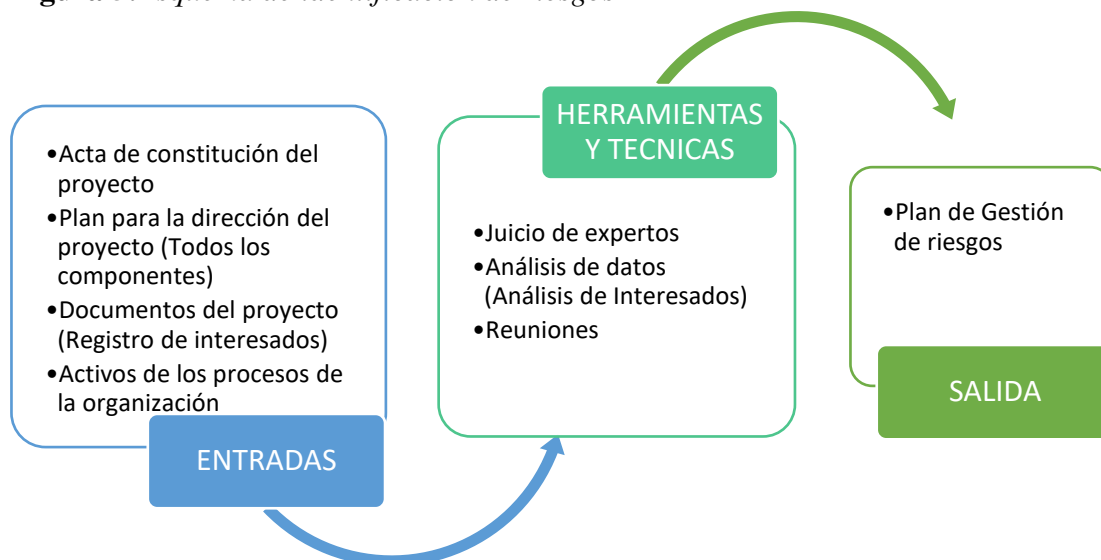 •Acta de constitución del
proyecto
•Plan para la dirección del
proyecto (Todos los
componentes)
•Documentos del proyecto
(Registro de interesados)
•Activos de los procesos de
la organización
ENTRADAS
HERRAMIENTAS
Y TECNICAS
•Juicio de expertos
•Análisis de datos
(Análisis de Interesados)
•Reuniones
•Plan de Gestión
de riesgos
SALIDA